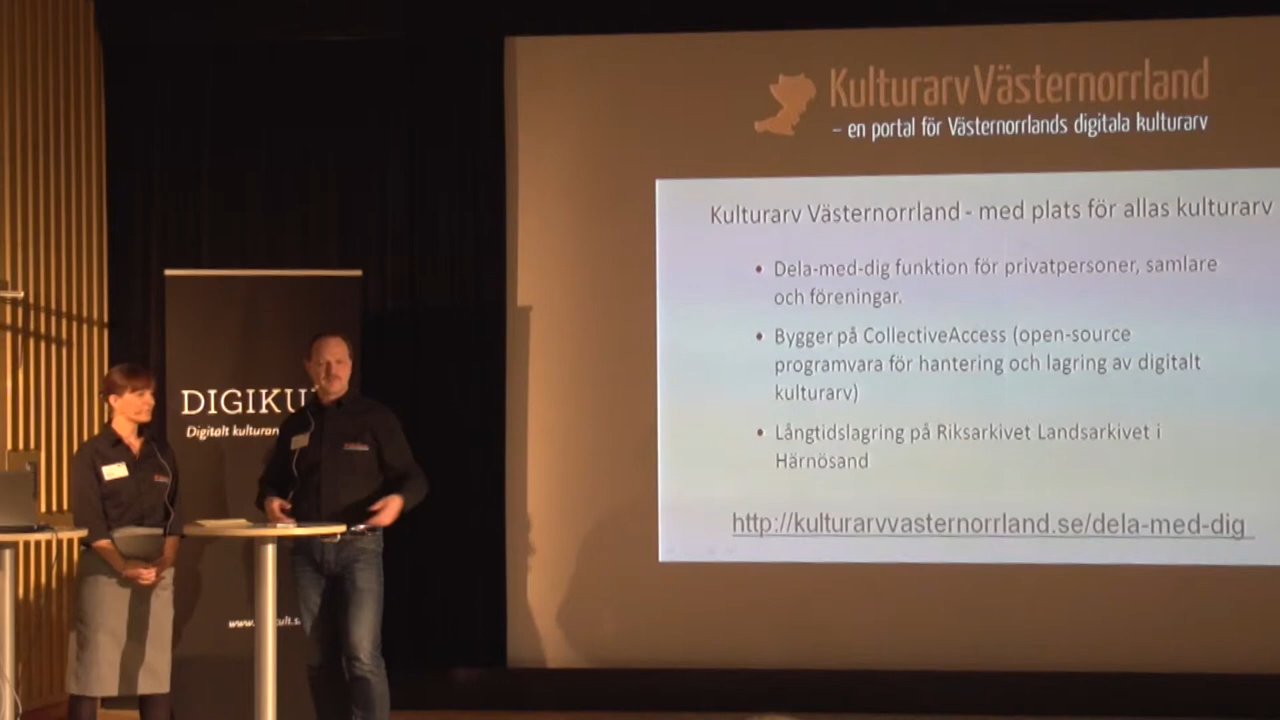 KulturarvVästernorrland
– en portal för Västernorrlands digitala kulturarv
Kulturarv Västernorrland - med plats för allas kulturarv
• Dela-med-dig funktion för privatpersoner, samlare
och föreningar.
• Bygger på CollectiveAccess (open-source
programvara för hantering och lagring av digitalt
kulturarv)
• Långtidslagring på Riksarkivet Landsarkivet i
Härnösand
http://kulturarvvasternorrland.se/dela-med-dig
DIGIKU
Digitalt kulturar
www.